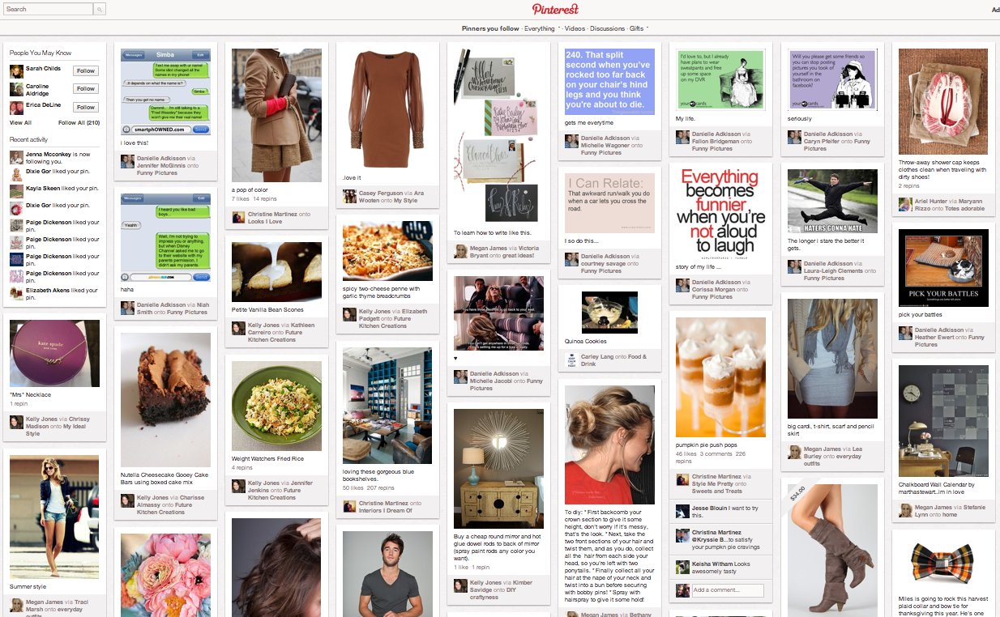 Search
Pinterest
Ad
Pinners you follow · Everything · Videos · Discussions · Gifts
People You May Know
Sarah Childs
Follow
Caroline
Aldridge
Follow
Erica DeLine
Follow
View All
Follow All (210)
Recent activity
Jenna Mcconkey is now
following you.
Dixie Gor liked your pin.
Kayla Skeen liked your pin.
Dixie Gor liked your pin.
Paige Dickenson liked your
pin.
Paige Dickenson liked your
pin.
Paige Dickenson liked your
pin.
Paige Dickenson liked your
pin.
Elizabeth Akens liked your
pin.
kate spade
NEW YORK
"Mrs" Necklace
1 repin
Kelly Jones via Chrissy
Madison onto My Ideal
Style
Summer style
Megan James via Traci
Marsh onto everyday
outfits
Messages
Simba
Edit
Text me asap with ur name!
Some idiot changed all the
names in my phone!
..It depends on what the name is?
Simba
Then you get no name.
smartphOWNED.com
Send
i love this!
Danielle Adkisson via
Jennifer McGinnis onto
Funny Pictures
Messages
Edit
I heard you like bad
boys...
Yeahh
Well, I'm not trying to
impress you or anything,
but when Disney
Channel asked me to
go to their website with
my parents permission, I
didn't ask my parents.
Send
haha
Danielle Adkisson via Niah
Smith onto Funny Pictures
Nutella Cheesecake Gooey Cake
Bars using boxed cake mix
Kelly Jones via Charisse
Almassy onto Future
Kitchen Creations
a pop of color
7 likes 14 repins
Christine Martinez onto
Looks I Love
Petite Vanilla Bean Scones
Kelly Jones via Kathleen
Carreiro onto Future
Kitchen Creations
Weight Watchers Fried Rice
4 repins
Kelly Jones via Jennifer
Jenkins onto Future
Kitchen Creations
.love it
Casey Ferguson via Ara
Wooten onto My Style
spicy two-cheese penne with
garlic thyme breadcrumbs
Kelly Jones via Elizabeth
Padgett onto Future
Kitchen Creations
loving these gorgeous blue
bookshelves.
50 likes 207 repins
Christine Martinez onto
Interiors I Dream Of
To learn how to write like this.
Megan James via Victoria
Bryant onto great ideas!
♥
Danielle Adkisson via
Michelle Jacobi onto Funny
Pictures
Buy a cheap round mirror and hot
glue dowel rods to back of mirror
(spray paint rods any color you
want).
1 like 1 repin
Kelly Jones via Kimber
Savidge onto DIY
craftyness
240. That split
second when you've
rocked too far back
on your chair's hind
legs and you think
you're about to die.
gets me everytime
Danielle Adkisson via
Michelle Wagoner onto
Funny Pictures
I Can Relate:
That awkward run/walk you do
when a car lets you cross the
road.
I so do this...
Danielle Adkisson via
courtney savage onto
Funny Pictures
Quinoa Cookies
Carley Lang onto Food &
Drink
To diy: " First backcomb your
crown section to give it some
height, don't worry if it's messy,
that's the look. " Next, take the
two front sections of your hair and
twist them, and as you do, collect
all the hair from each side your
head, so you're left with two
ponytails. " Finally collect all your
hair at the nape of your neck and
twist into a bun before securing
with bobby pins! " Spray with
hairspray to give it some hold!
Megan James via Bethany
I'd love to, but I already
have plans to wear
sweatpants and free
up some space
on my DVR
your e cards
My life.
Danielle Adkisson via
Fallon Bridgeman onto
Funny Pictures
Everything
becomes
funnier
when you're
not aloud
to laugh
story of my life ...
Danielle Adkisson via
Corissa Morgan onto
Funny Pictures
pumpkin pie push pops
46 likes 3 comments 226
repins
Christine Martinez via
Style Me Pretty onto
Sweets and Treats
Jesse Blouin I want to try
this.
Christina Martinez
@Kryssie B...to satisfy
your pumpkn pie cravings
Keisha Witham Looks
awesomely tasty
Add a comment...
Will you please get some friends so
you can stop posting
pictures you took of
yourself in the
bathroom on
facebook?
your e cards
seriously
Danielle Adkisson via
Caryn Pfeifer onto Funny
Pictures
HATERS GONNA HATE
The longer i stare the better it
gets.
Danielle Adkisson via
Laura-Leigh Clements onto
Funny Pictures
big cardi, t-shirt, scarf and pencil
skirt
Megan James via Lea
Burley onto everyday
outfits
$34.00
Throw-away shower cap keeps
clothes clean when traveling with
dirty shoes!
2 repins
Ariel Hunter via Maryann
Rizzo onto Totes adorable
PICK YOUR BATTLES
pick your battles
Danielle Adkisson via
Heather Ewert onto Funny
Pictures
Chalkboard Wall Calendar by
marthastewart..im in love
Megan James via Stefanie
Lynn onto home
Miles is going to rock this harvest
plaid collar and bow tie for
thanksgiving this year. He's one